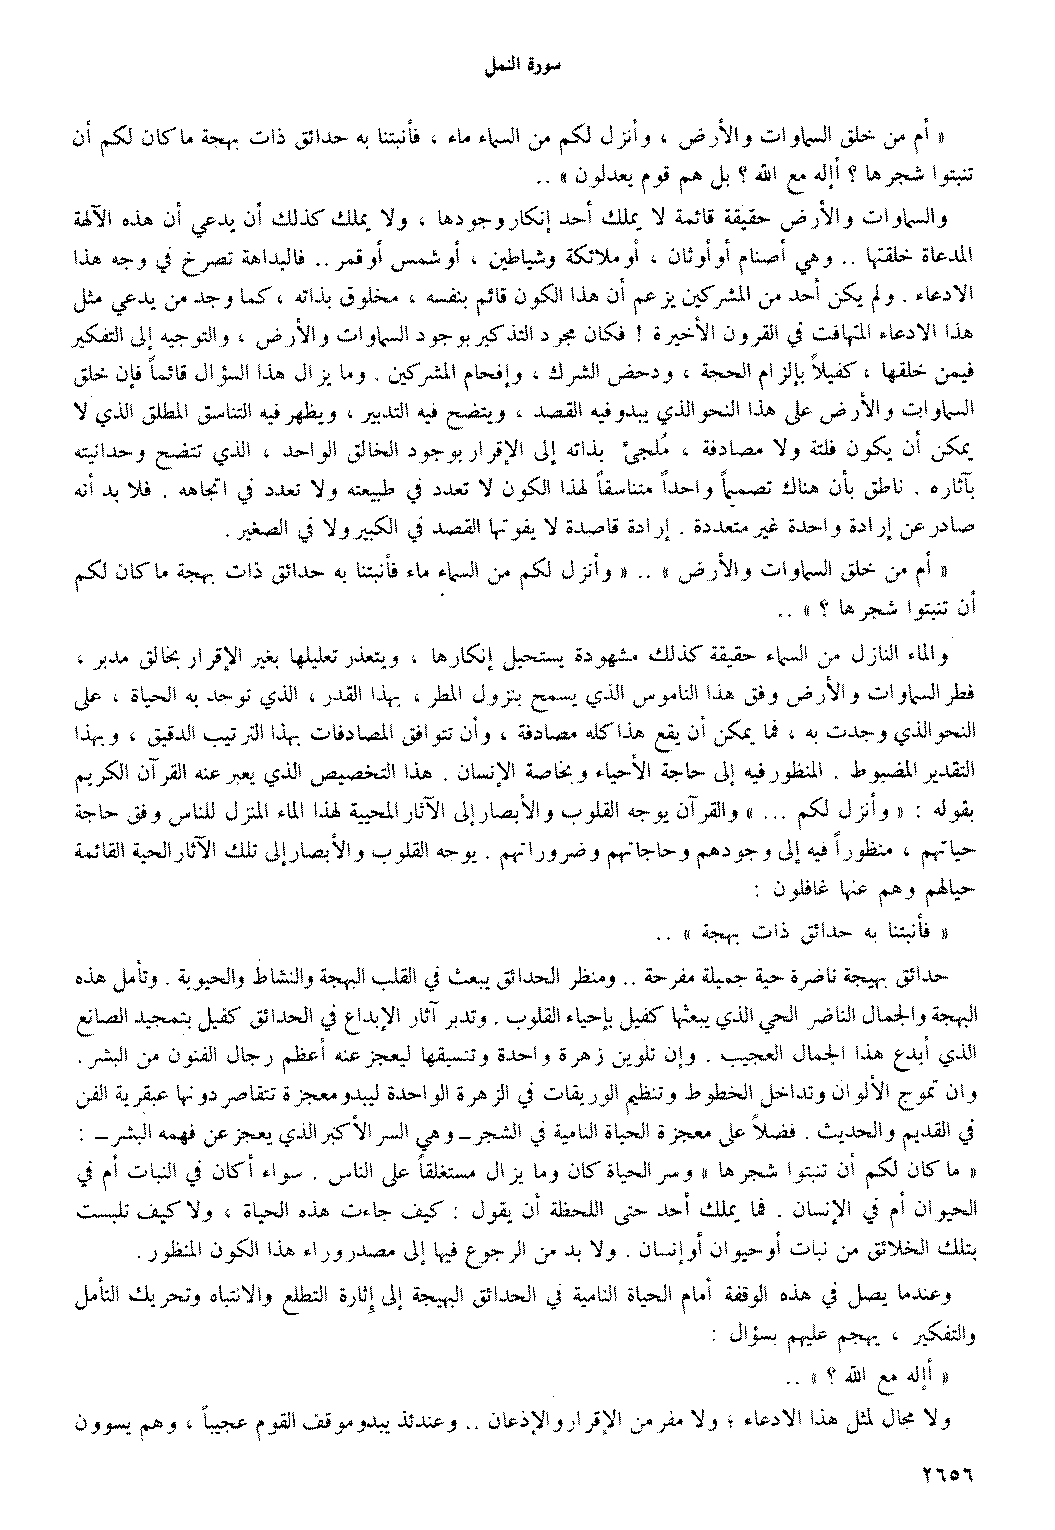 سورة النمل
« أم من خلق السماوات والأرض ، وأنزل لكم من السماء ماء ، فأنبتنا به حدائق ذات بهجة ما كان لكم أن
تنبتوا شجرها ؟ أإله مع الله ؟ بل هم قوم يعدلون » ..
والسماوات والأرض حقيقة قائمة لا يملك أحد إنكار وجودها ، ولا يملك كذلك أن يدعي أن هذه الآلهة
المدعاة خلقتها .. وهي أصنام أو أوثان ، أو ملائكة وشياطين ، أو شمس أو قمر .. فالبداهة تصرخ في وجه هذا
الادعاء . ولم يكن أحد من المشركين يزعم أن هذا الكون قائم بنفسه ، مخلوق بذاته ، كما وجد من يدعي مثل
هذا الادعاء المتهافت في القرون الأخيرة ! فكان مجرد التذكير بوجود السماوات والأرض ، والتوجيه إلى التفكير
فيمن خلقها ، كفيلاً بإلزام الحجة ، ودحض الشرك ، وإفحام المشركين . وما يزال هذا السؤال قائماً فإن خلق
السماوات والأرض على هذا النحو الذي يبدو فيه القصد ، ويتضح فيه التدبير ، ويظهر فيه التناسق المطلق الذي لا
يمكن أن يكون فلتة ولا مصادفة ، مُلجئ بذاته إلى الإقرار بوجود الخالق الواحد ، الذي تتضح وحدانيته
بآثاره . ناطق بأن هناك تصميماً واحداً متناسقاً لهذا الكون لا تعدد في طبيعته ولا تعدد في اتجاهه . فلا بد أنه
صادر عن إرادة واحدة غير متعددة . إرادة قاصدة لا يفوتها القصد في الكبير ولا في الصغير .
« أم من خلق السماوات والأرض » .. « وأنزل لكم من السماء ماء فأنبتنا به حدائق ذات بهجة ما كان لكم
أن تنبتوا شجرها ؟ » ..
والماء النازل من السماء حقيقة كذلك مشهودة يستحيل إنكارها ، ويتعذر تعليلها بغير الإقرار بخالق مدبر ،
فطر السماوات والأرض وفق هذا الناموس الذي يسمح بنزول المطر ، بهذا القدر ، الذي توجد به الحياة ، على
النحو الذي وجدت به ، فما يمكن أن يقع هذا كله مصادفة ، وأن تتوافق المصادفات بهذا الترتيب الدقيق ، وبهذا
التقدير المضبوط . المنظور فيه إلى حاجة الأحياء وبخاصة الإنسان . هذا التخصيص الذي يعبر عنه القرآن الكريم
بقوله : « وأنزل لكم ... » والقرآن يوجه القلوب والأبصار إلى الآثار المحيية لهذا الماء المنزل للناس وفق حاجة
حياتهم ، منظوراً فيه إلى وجودهم وحاجاتهم وضروراتهم . يوجه القلوب والأبصار إلى تلك الآثار الحية القائمة
حيالهم وهم عنها غافلون :
« فأنبتنا به حدائق ذات بهجة » ..
حدائق بهيجة ناضرة حية جميلة مفرحة .. ومنظر الحدائق يبعث في القلب البهجة والنشاط والحيوية . وتأمل هذه
البهجة والجمال الناضر الحي الذي يبعثها كفيل بإحياء القلوب . وتدبر آثار الإبداع في الحدائق كفيل بتمجيد الصانع
الذي أبدع هذا الجمال العجيب . وإن تلوين زهرة واحدة وتنسيقها ليعجز عنه أعظم رجال الفنون من البشر .
وان تموج الألوان وتداخل الخطوط وتنظيم الوريقات في الزهرة الواحدة ليبدو معجزة تتقاصر دونها عبقرية الفن
في القديم والحديث . فضلاً على معجزة الحياة النامية في الشجر – وهي السر الأكبر الذي يعجز عن فهمه البشر – :
« ما كان لكم أن تنبتوا شجرها » وسر الحياة كان وما يزال مستغلقاً على الناس . سواء أكان في النبات أم في
الحيوان أم في الإنسان . فما يملك أحد حتى اللحظة أن يقول : كيف جاءت هذه الحياة ، ولا كيف تلبست
بتلك الخلائق من نبات أو حيوان أو إنسان . ولا بد من الرجوع فيها إلى مصدر وراء هذا الكون المنظور .
وعندما يصل في هذه الوقفة أمام الحياة النامية في الحدائق البهيجة إلى إثارة التطلع والانتباه وتحريك التأمل
والتفكير ، يهجم عليهم بسؤال :
« أإله مع الله ؟ » ..
ولا مجال لمثل هذا الادعاء ؛ ولا مفر من الإقرار والإذعان .. وعندئذ يبدو موقف القوم عجيباً ، وهم يسوون
٢٦٥٦